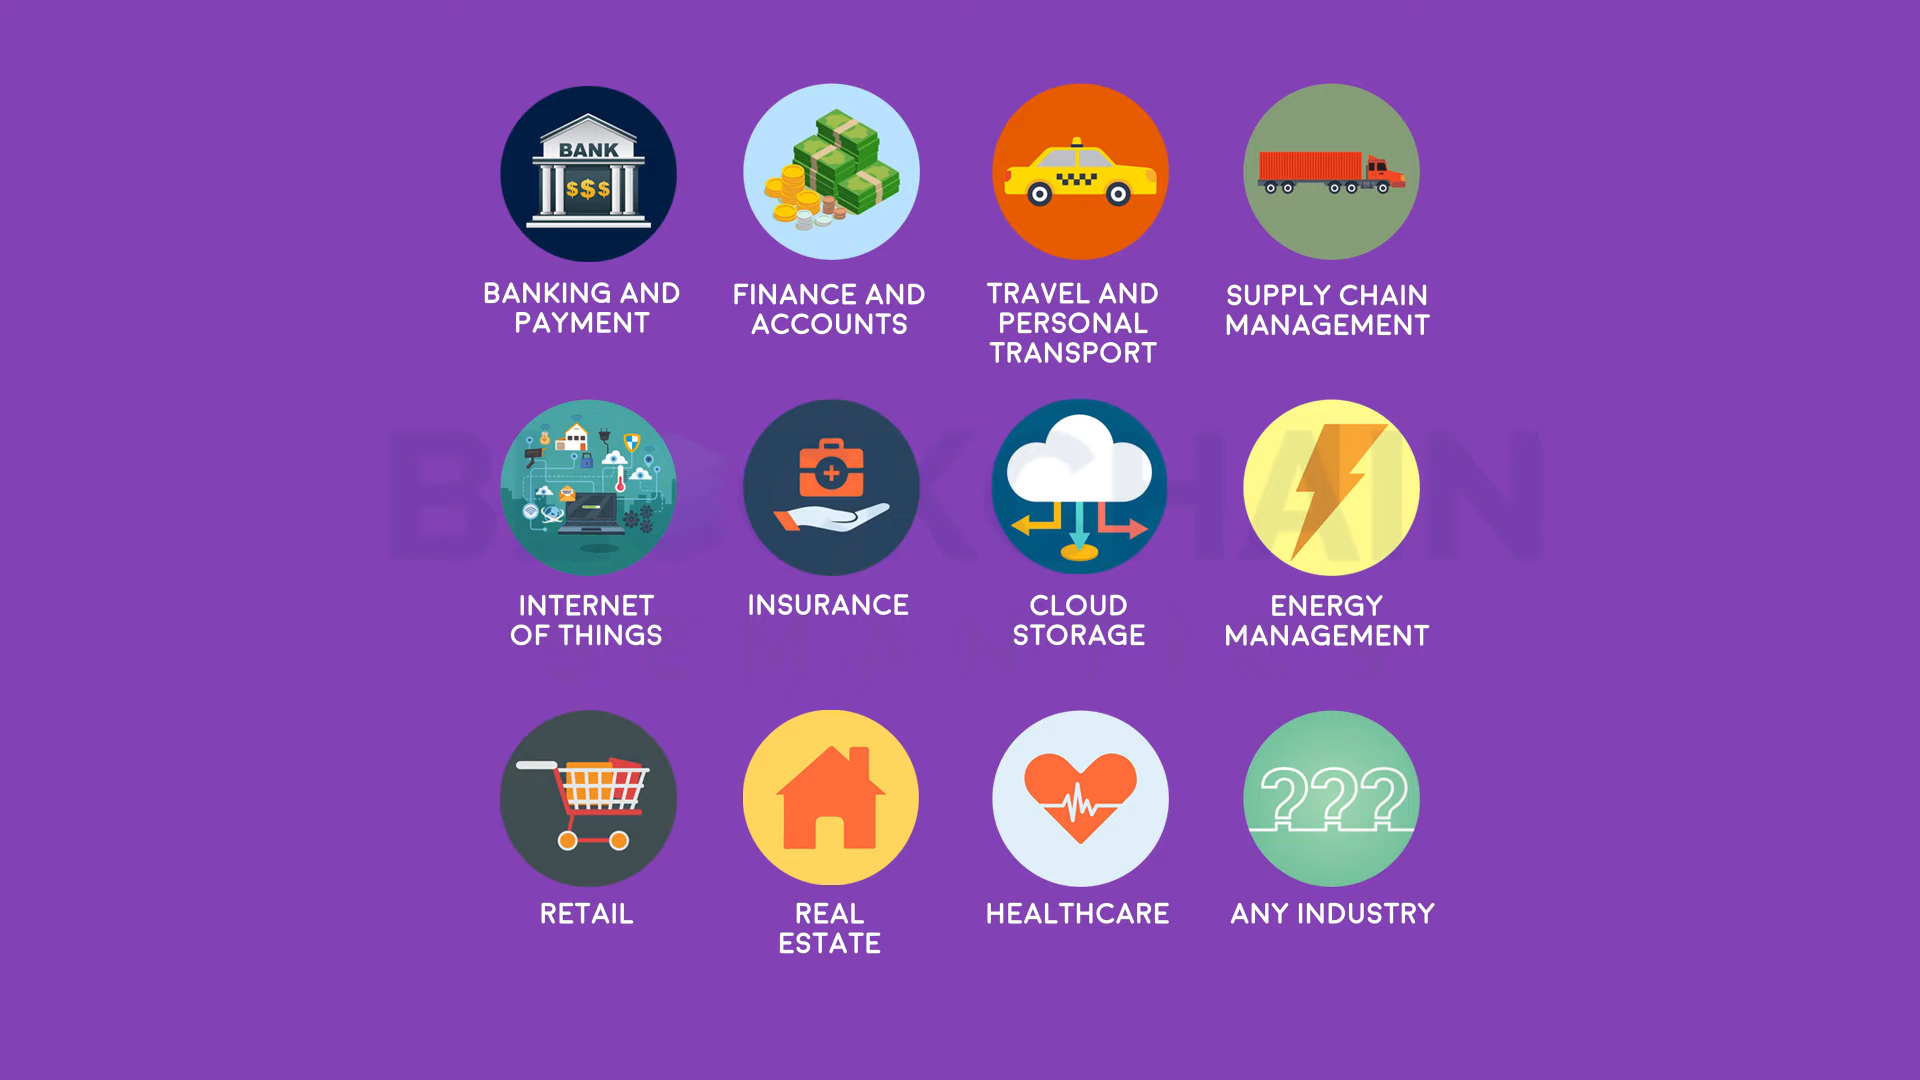 BANK
$$$
BANKING AND
PAYMENT
FINANCE AND
ACCOUNTS
TRAVEL AND
PERSONAL
TRANSPORT
SUPPLY CHAIN
MANAGEMENT
BLOCKCHAIN
INTERNET
OF THINGS
INSURANCE
CLOUD
STORAGE
ENERGY
MANAGEMENT
???
RETAIL
REAL
ESTATE
HEALTHCARE
ANY INDUSTRY